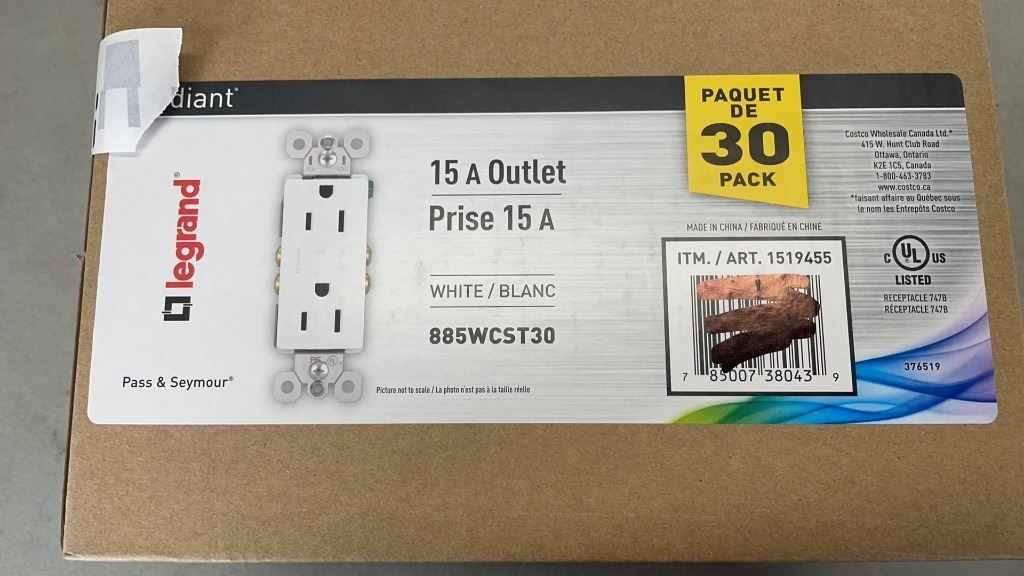 diant®
legrand®
Pass & Seymour®
15 A Outlet
Prise 15 A
WHITE / BLANC
885WCST30
Picture not to scale / La photo n'est pas à la taille réelle
PAQUET
DE
30
PACK
Costco Wholesale Canada Ltd.*
415 W. Hunt Club Road
Ottawa, Ontario
K2E 1C5, Canada
1-800-463-3783
www.costco.ca
*faisant affaire au Québec sous
le nom les Entrepôts Costco
MADE IN CHINA / FABRIQUÉ EN CHINE
ITM. / ART. 1519455
7 85007 38043 9
C UL US
LISTED
RECEPTACLE 747B
RÉCEPTACLE 747B
376519